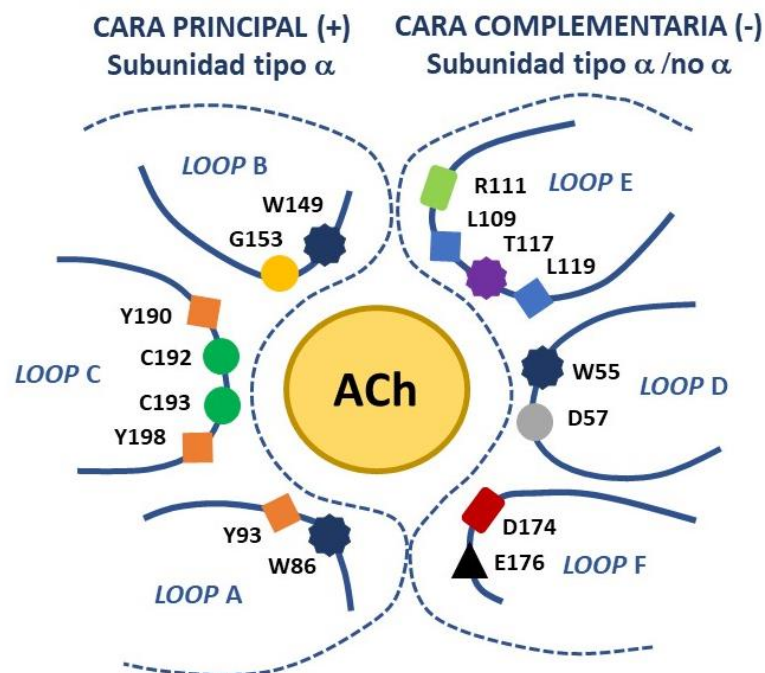 CARA PRINCIPAL (+)
Subunidad tipo α
CARA COMPLEMENTARIA (-)
Subunidad tipo α /no α
LOOP B
W149
G153
R111
LOOP E
L109
T117
L119
Y190
C192
LOOP C
C193
Y198
ACh
W55
LOOP D
D57
Y93
W86
LOOP A
D174
E176
LOOP F